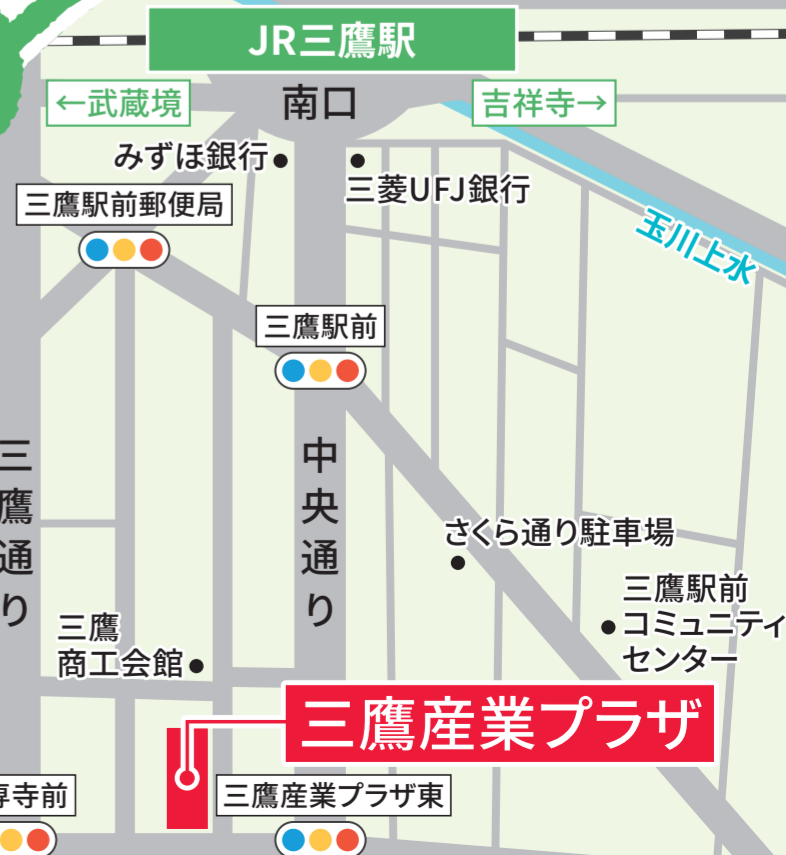 JR三鷹駅
←武蔵境
南口
吉祥寺→
みずほ銀行
三菱UFJ銀行
三鷹駅前郵便局
玉川上水
三鷹駅前
三鷹通り
中央通り
さくら通り駐車場
三鷹駅前
コミュニティ
センター
三鷹
商工会館
三鷹産業プラザ
寺前
三鷹産業プラザ東